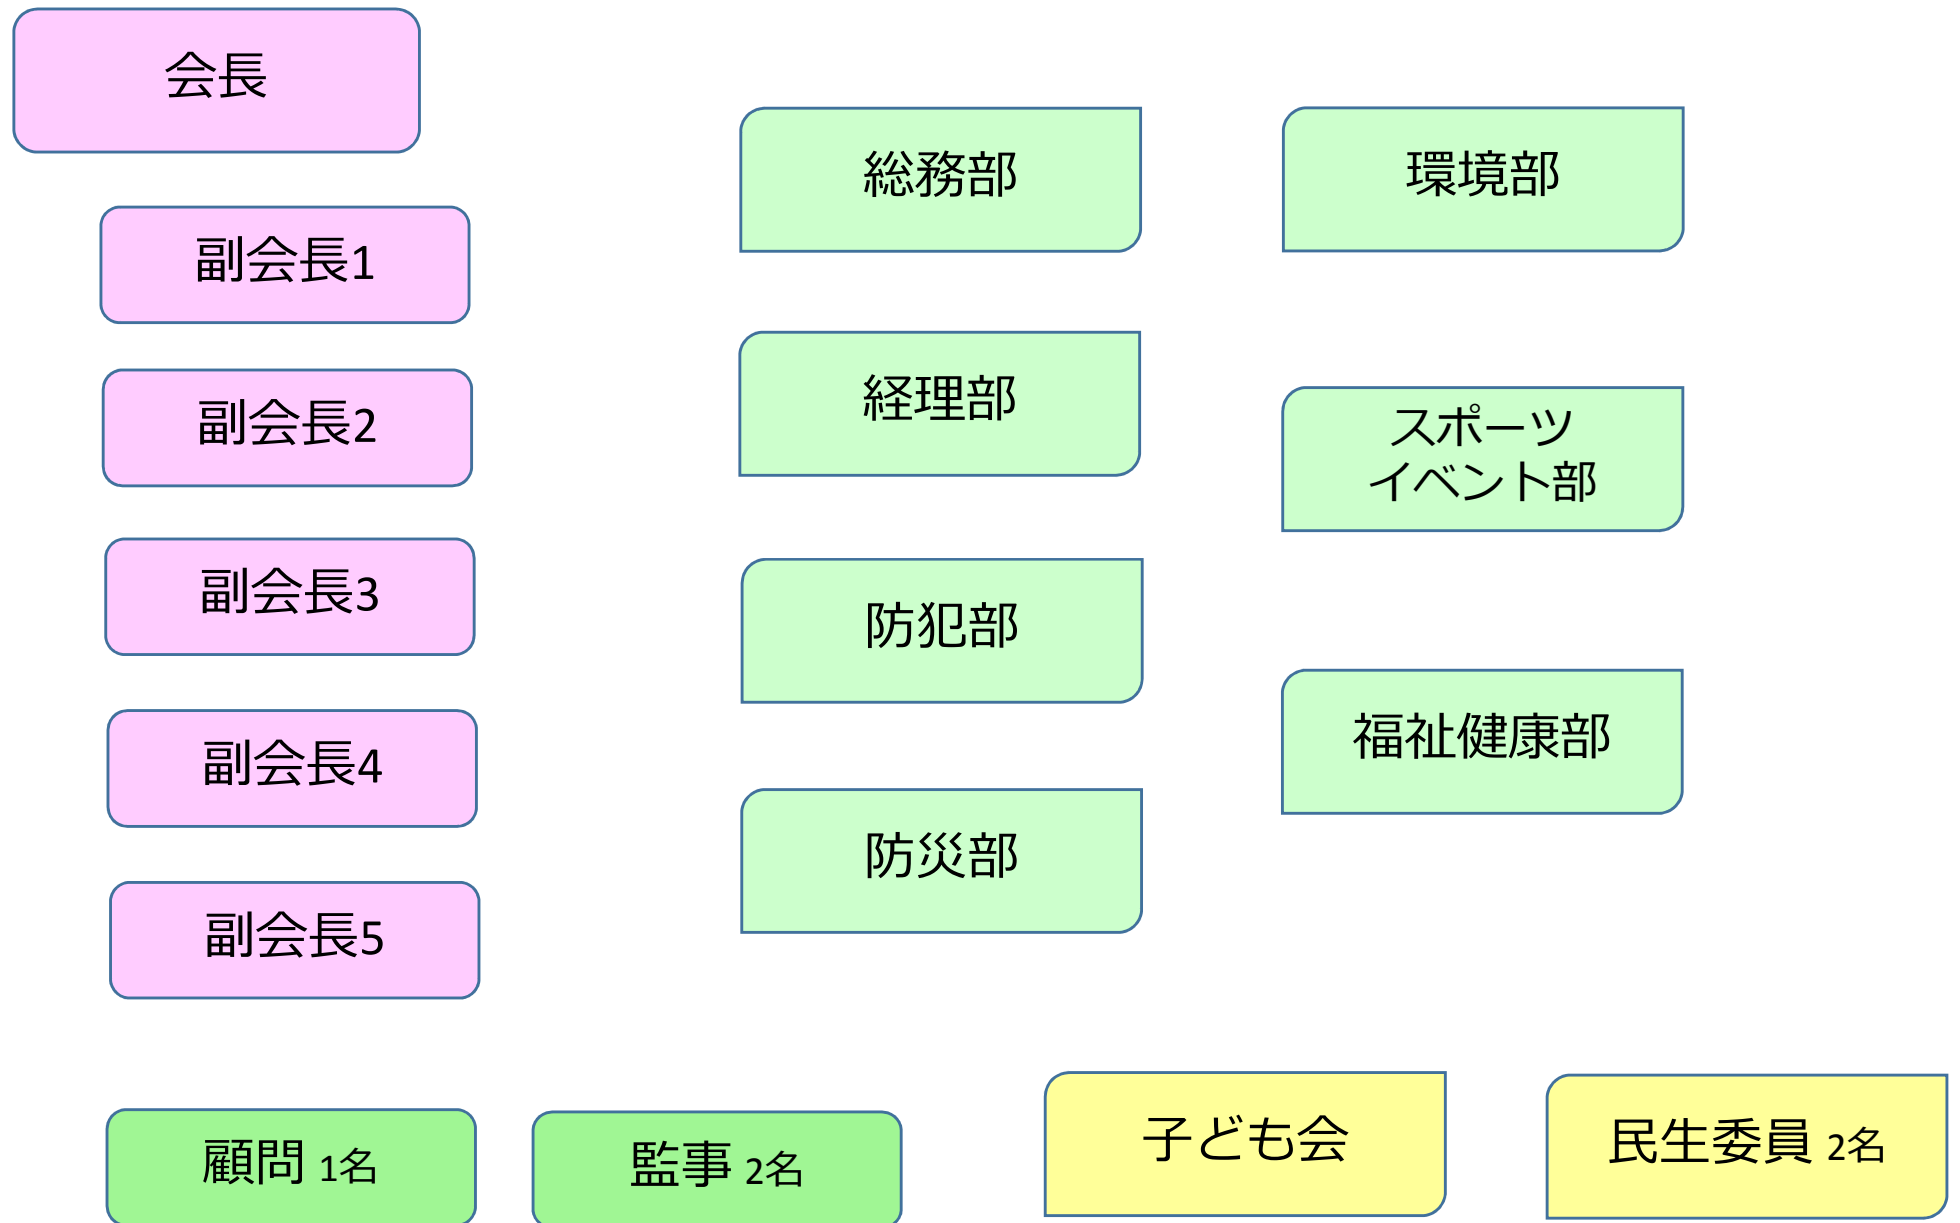 会長
副会長1
副会長2
副会長3
副会長4
副会長5
総務部
経理部
防犯部
防災部
環境部
スポーツ
イベント部
福祉健康部
顧問 1名
監事 2名
子ども会
民生委員 2名